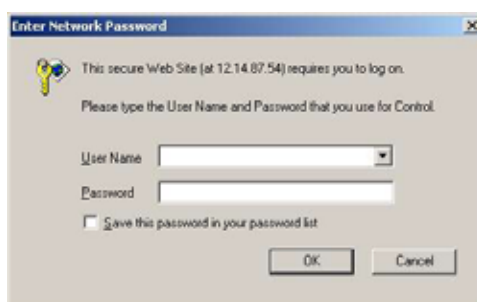 Enter Network Password
This secure Web Site (at 12.14.87.54) requires you to log on.
Please type the User Name and Password that you use for Control.
User Name
Password
Save this password in your password list
OK Cancel